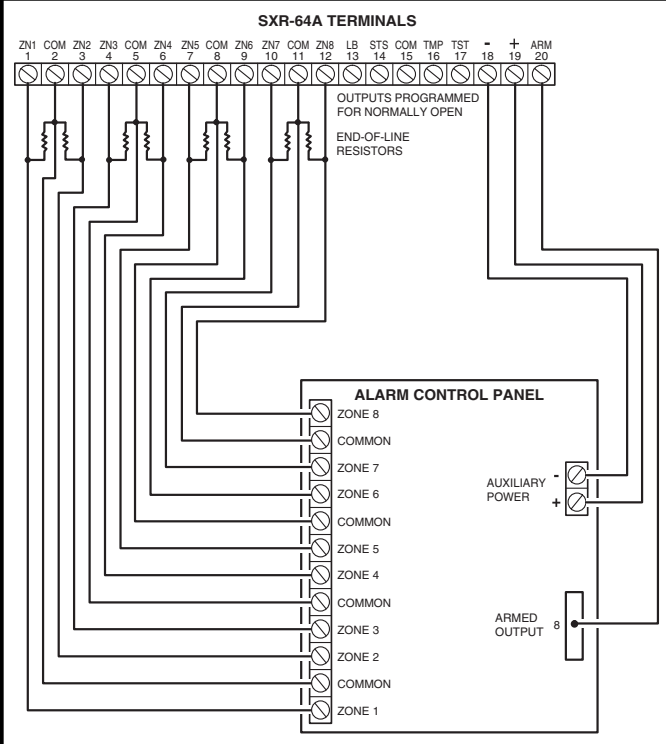 SXR-64A TERMINALS
ZN1 COM ZN2 ZN3 COM ZN4 ZN5 COM ZN6 ZN7 COM ZN8 LB STS COM TMP TST - + ARM
1 2 3 4 5 6 7 8 9 10 11 12 13 14 15 16 17 18 19 20
OUTPUTS PROGRAMMED
FOR NORMALLY OPEN
END-OF-LINE
RESISTORS
ALARM CONTROL PANEL
ZONE 8
COMMON
ZONE 7
ZONE 6
COMMON
ZONE 5
ZONE 4
COMMON
ZONE 3
ZONE 2
COMMON
ZONE 1
AUXILIARY
POWER
-
+
ARMED
OUTPUT
8